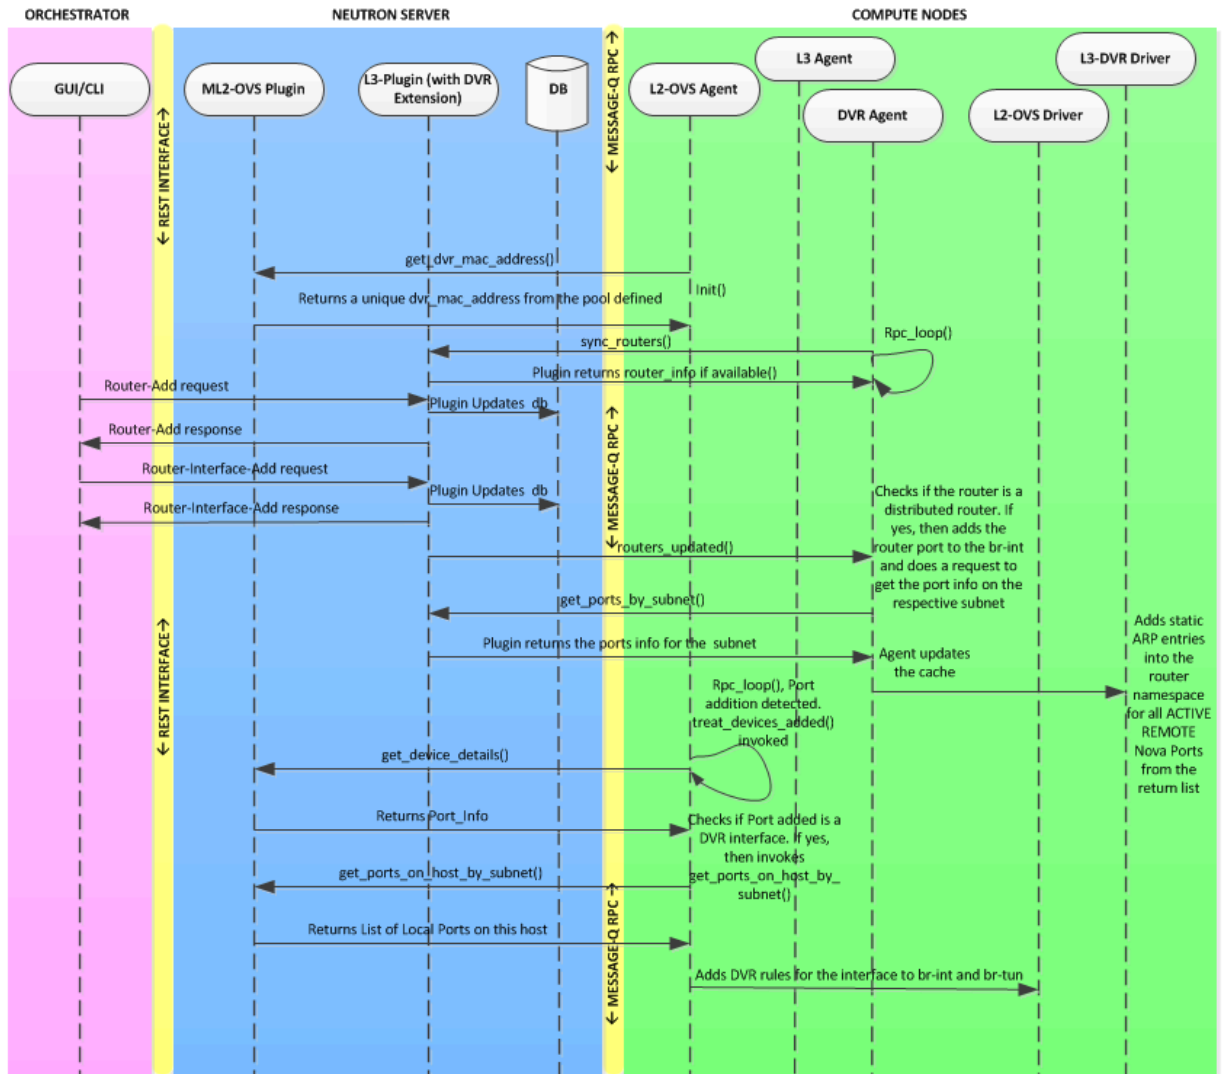 ORCHESTRATOR
NEUTRON SERVER
COMPUTE NODES
GUI/CLI
ML2-OVS Plugin
L3-Plugin (with DVR
Extension)
DB
L2-OVS Agent
L3 Agent
DVR Agent
L2-OVS Driver
L3-DVR Driver
REST INTERFACE
MESSAGE-Q RPC
get_dvr_mac_address()
Init()
Returns a unique dvr_mac_address from the pool defined
Rpc_loop()
sync_routers()
Plugin returns router_info if available()
Router-Add request
Plugin Updates db
Router-Add response
MESSAGE-Q RPC
Router-Interface-Add request
Plugin Updates db
Router-Interface-Add response
Checks if the router is a
distributed router. If
yes, then adds the
router port to the br-int
and does a request to
get the port info on the
respective subnet
routers_updated()
get_ports_by_subnet()
REST INTERFACE
Plugin returns the ports info for the subnet
Agent updates
the cache
Adds static
ARP entries
into the
router
namespace
for all ACTIVE
REMOTE
Nova Ports
from the
return list
Rpc_loop(), Port
addition detected.
treat_devices_added()
invoked
get_device_details()
Returns Port_Info
Checks if Port added is a
DVR interface. If yes,
then invokes
get_ports_on_host_by_
subnet()
get_ports_on_host_by_subnet()
MESSAGE-Q RPC
Returns List of Local Ports on this host
Adds DVR rules for the interface to br-int and br-tun